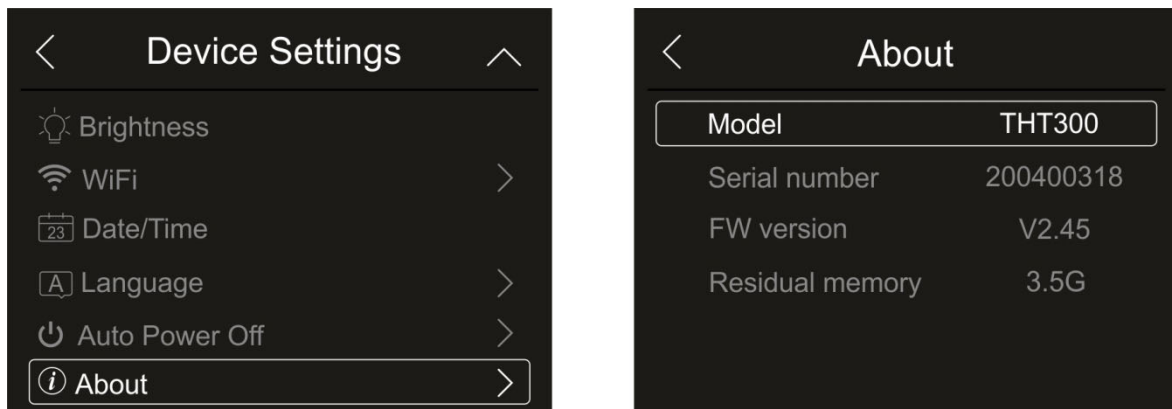 Device Settings
Brightness
WiFi
23 Date/Time
A Language
Auto Power Off
i About
About
Model THT300
Serial number 200400318
FW version V2.45
Residual memory 3.5G